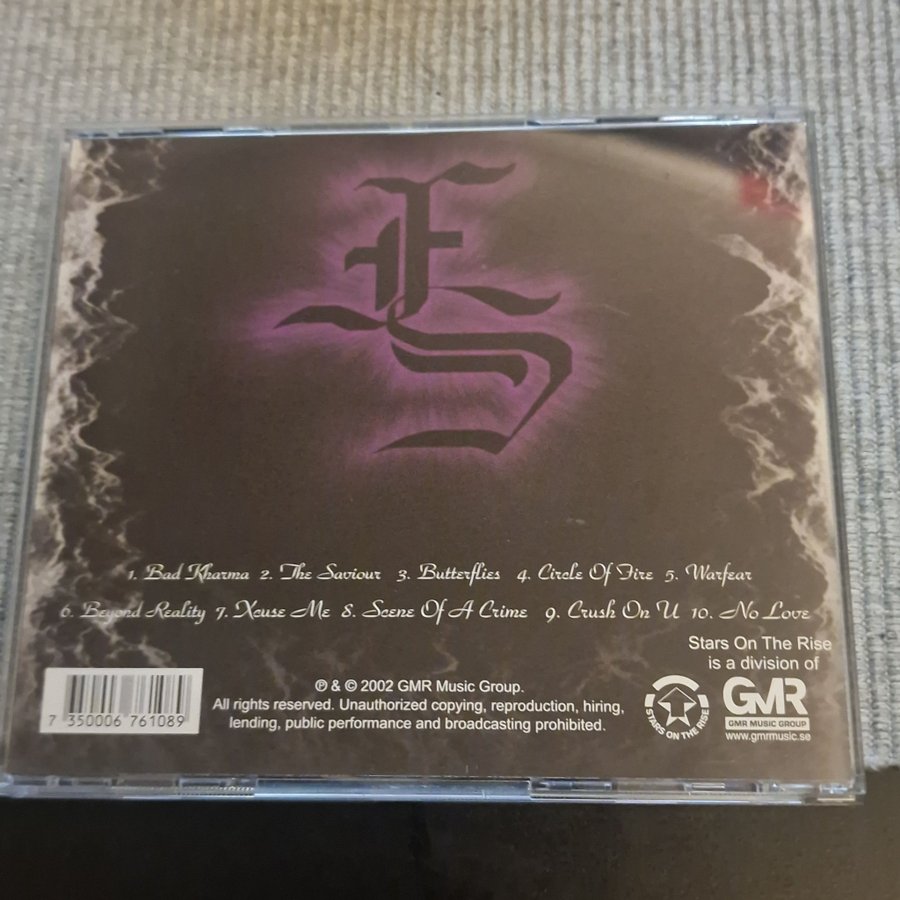 ES
1. Bad Kharma 2. The Saviour 3. Butterflies 4. Circle Of Fire 5. Warfear
6. Beyond Reality 7. Xcuse Me 8. Scene Of A Crime 9. Crush On U 10. No Love
Stars On The Rise
is a division of
℗ & © 2002 GMR Music Group.
All rights reserved. Unauthorized copying, reproduction, hiring,
lending, public performance and broadcasting prohibited.
7 350006 761089
STARS ON THE RISE
GMR
GMR MUSIC GROUP
www.gmrmusic.se